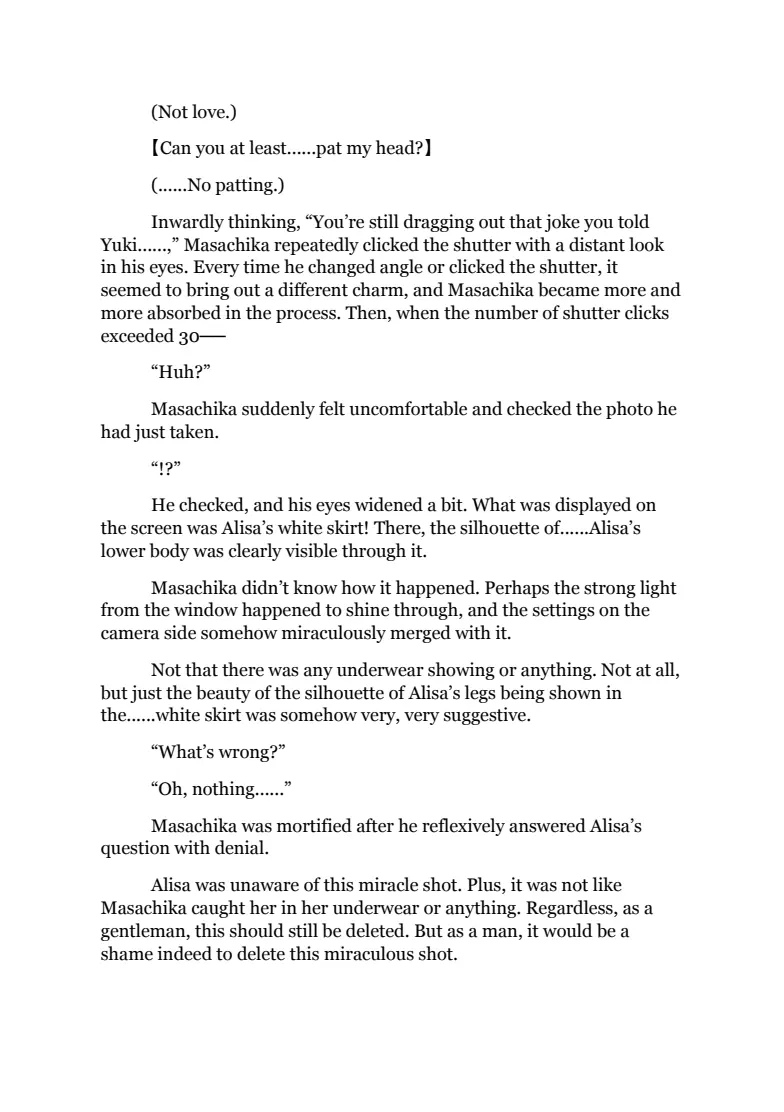 (Not love.)
【Can you at least......pat my head?】
(......No patting.)
Inwardly thinking, “You’re still dragging out that joke you told
Yuki......,” Masachika repeatedly clicked the shutter with a distant look
in his eyes. Every time he changed angle or clicked the shutter, it
seemed to bring out a different charm, and Masachika became more and
more absorbed in the process. Then, when the number of shutter clicks
exceeded 30──
“Huh?”
Masachika suddenly felt uncomfortable and checked the photo he
had just taken.
“!?”
He checked, and his eyes widened a bit. What was displayed on
the screen was Alisa’s white skirt! There, the silhouette of......Alisa’s
lower body was clearly visible through it.
Masachika didn’t know how it happened. Perhaps the strong light
from the window happened to shine through, and the settings on the
camera side somehow miraculously merged with it.
Not that there was any underwear showing or anything. Not at all,
but just the beauty of the silhouette of Alisa’s legs being shown in
the......white skirt was somehow very, very suggestive.
“What’s wrong?”
“Oh, nothing......”
Masachika was mortified after he reflexively answered Alisa’s
question with denial.
Alisa was unaware of this miracle shot. Plus, it was not like
Masachika caught her in her underwear or anything. Regardless, as a
gentleman, this should still be deleted. But as a man, it would be a
shame indeed to delete this miraculous shot.